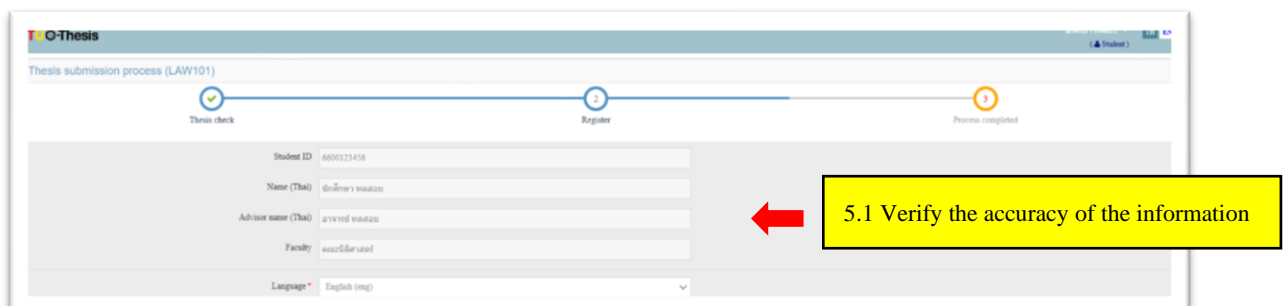 O-Thesis
( Student )
Thesis submission process (LAW101)
2
3
Thesis check
Register
Process completed
Student ID 6600123456
Name (Thai) นักศึกษา ทดสอบ
Advisor name (Thai) อาจารย์ ทดสอบ
5.1 Verify the accuracy of the information
Faculty คณะนิติศาสตร์
Language * English (eng)